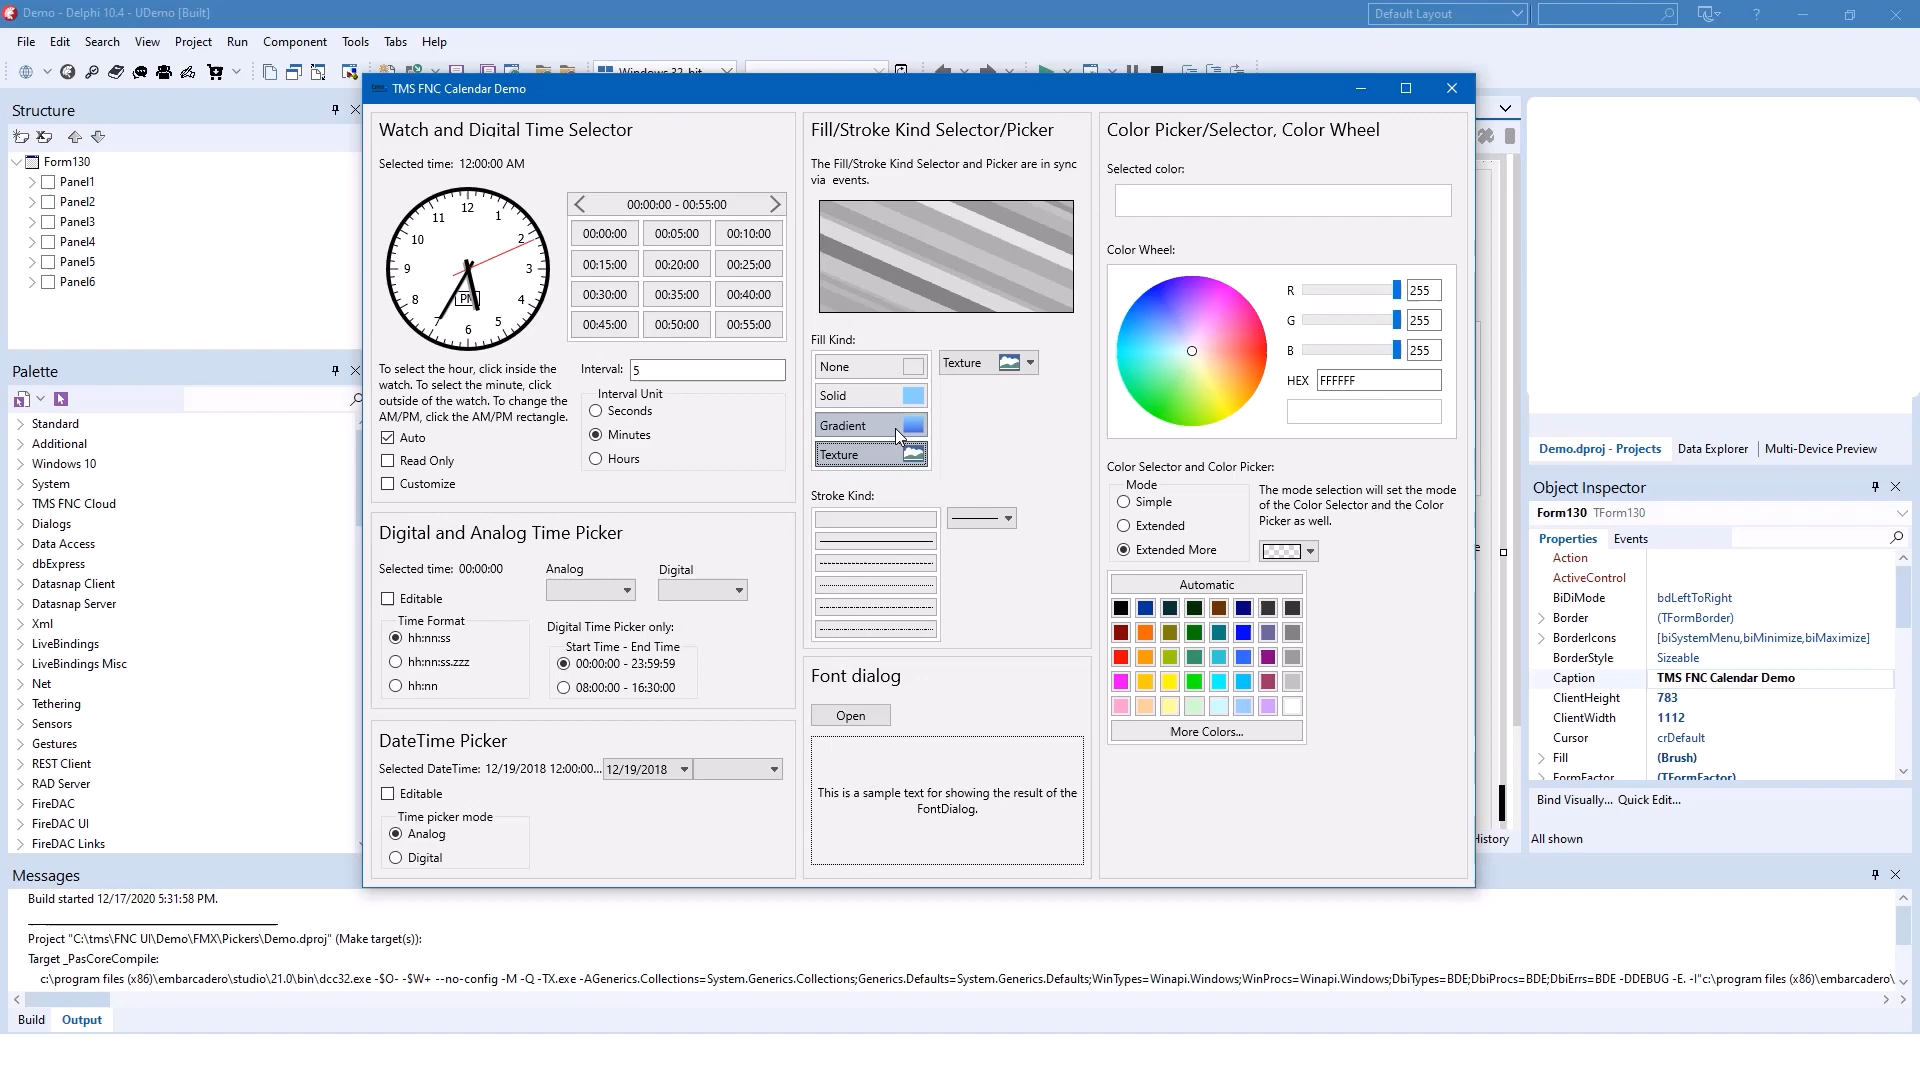 Demo - Delphi 10.4 - UDemo [Built]
Default Layout
File Edit Search View Project Run Component Tools Tabs Help
Windows 32-bit
Structure
Form130
Panel1
Panel2
Panel3
Panel4
Panel5
Panel6
Palette
Standard
Additional
Windows 10
System
TMS FNC Cloud
Dialogs
Data Access
dbExpress
Datasnap Client
Datasnap Server
Xml
LiveBindings
LiveBindings Misc
Net
Tethering
Sensors
Gestures
REST Client
RAD Server
FireDAC
FireDAC UI
FireDAC Links
TMS FNC Calendar Demo
Watch and Digital Time Selector
Selected time: 12:00:00 AM
12
1
2
3
4
5
6
7
8
9
10
11
PM
00:00:00 - 00:55:00
00:00:00 00:05:00 00:10:00
00:15:00 00:20:00 00:25:00
00:30:00 00:35:00 00:40:00
00:45:00 00:50:00 00:55:00
To select the hour, click inside the
watch. To select the minute, click
outside of the watch. To change the
AM/PM, click the AM/PM rectangle.
Auto
Read Only
Customize
Interval: 5
Interval Unit
Seconds
Minutes
Hours
Digital and Analog Time Picker
Selected time: 00:00:00
Analog
Digital
Editable
Time Format
hh:nn:ss
hh:nn:ss.zzz
hh:nn
Digital Time Picker only:
Start Time - End Time
00:00:00 - 23:59:59
08:00:00 - 16:30:00
DateTime Picker
Selected DateTime: 12/19/2018 12:00:00... 12/19/2018
Editable
Time picker mode
Analog
Digital
Fill/Stroke Kind Selector/Picker
The Fill/Stroke Kind Selector and Picker are in sync
via events.
Fill Kind:
None
Solid
Gradient
Texture
Texture
Stroke Kind:
Font dialog
Open
This is a sample text for showing the result of the
FontDialog.
Color Picker/Selector, Color Wheel
Selected color:
Color Wheel:
R 255
G 255
B 255
HEX FFFFFF
Color Selector and Color Picker:
Mode
Simple
Extended
Extended More
The mode selection will set the mode
of the Color Selector and the Color
Picker as well.
Automatic
More Colors...
History
Demo.dproj - Projects Data Explorer Multi-Device Preview
Object Inspector
Form130 TForm130
Properties Events
Action
ActiveControl
BiDiMode bdLeftToRight
Border (TFormBorder)
BorderIcons [biSystemMenu,biMinimize,biMaximize]
BorderStyle Sizeable
Caption TMS FNC Calendar Demo
ClientHeight 783
ClientWidth 1112
Cursor crDefault
Fill (Brush)
FormFactor (TFormFactor)
Bind Visually... Quick Edit...
All shown
Messages
Build started 12/17/2020 5:31:58 PM.
Project "C:\tms\FNC UI\Demo\FMX\Pickers\Demo.dproj" (Make target(s)):
Target _PasCoreCompile:
c:\program files (x86)\embarcadero\studio\21.0\bin\dcc32.exe -$O- -$W+ --no-config -M -Q -TX.exe -AGenerics.Collections=System.Generics.Collections;Generics.Defaults=System.Generics.Defaults;WinTypes=Winapi.Windows;WinProcs=Winapi.Windows;DbiTypes=BDE;DbiProcs=BDE;DbiErrs=BDE -DDEBUG -E. -I"c:\program files (x86)\embarcadero\
Build Output